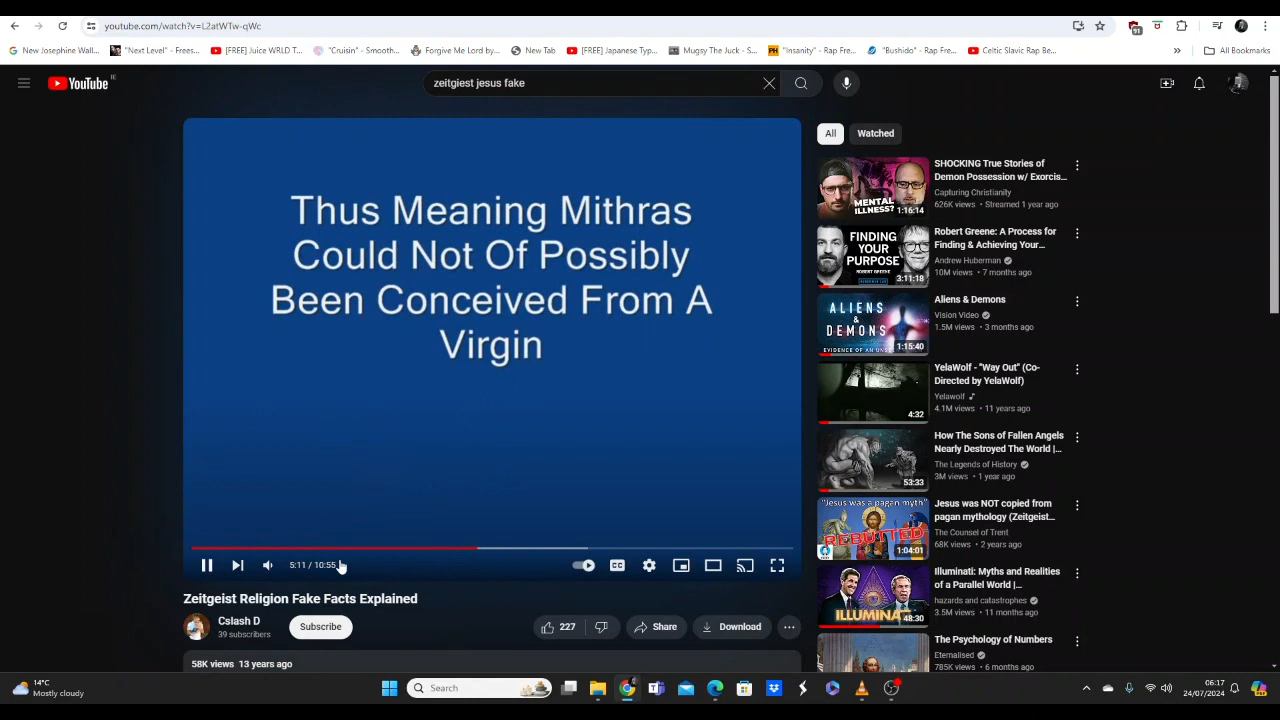 youtube.com/watch?v=L2atWTw-qWc
91
New Josephine Wall...
"Next Level" - Frees...
[FREE] Juice WRLD T...
"Cruisin" - Smooth...
Forgive Me Lord by...
New Tab
[FREE] Japanese Typ...
Mugsy The Juck - S...
PH
"Insanity" - Rap Fre...
"Bushido" - Rap Fre...
Celtic Slavic Rap Be...
»
All Bookmarks
YouTube IE
zeitgiest jesus fake
Thus Meaning Mithras
Could Not Of Possibly
Been Conceived From A
Virgin
5:11 / 10:55
CC
Zeitgeist Religion Fake Facts Explained
Cslash D
39 subscribers
Subscribe
227
Share
Download
58K views 13 years ago
All
Watched
MENTAL
ILLNESS?
1:16:14
SHOCKING True Stories of
Demon Possession w/ Exorcis...
Capturing Christianity
626K views • Streamed 1 year ago
FINDING
YOUR
PURPOSE
3:11:18
Robert Greene: A Process for
Finding & Achieving Your...
Andrew Huberman
10M views • 7 months ago
ALIENS
& DEMONS
1:15:40
Aliens & Demons
Vision Video
1.5M views • 3 months ago
4:32
YelaWolf - "Way Out" (Co-
Directed by YelaWolf)
Yelawolf
4.1M views • 11 years ago
53:33
How The Sons of Fallen Angels
Nearly Destroyed The World |...
The Legends of History
3M views • 1 year ago
"Jesus was a pagan myth"
REBUTTED
1:04:01
Jesus was NOT copied from
pagan mythology (Zeitgeist...
The Counsel of Trent
68K views • 2 years ago
ILLUMINA
48:30
Illuminati: Myths and Realities
of a Parallel World |...
hazards and catastrophes
3.5M views • 11 months ago
The Psychology of Numbers
Eternalised
785K views • 6 months ago
14°C
Mostly cloudy
Search
06:17
24/07/2024